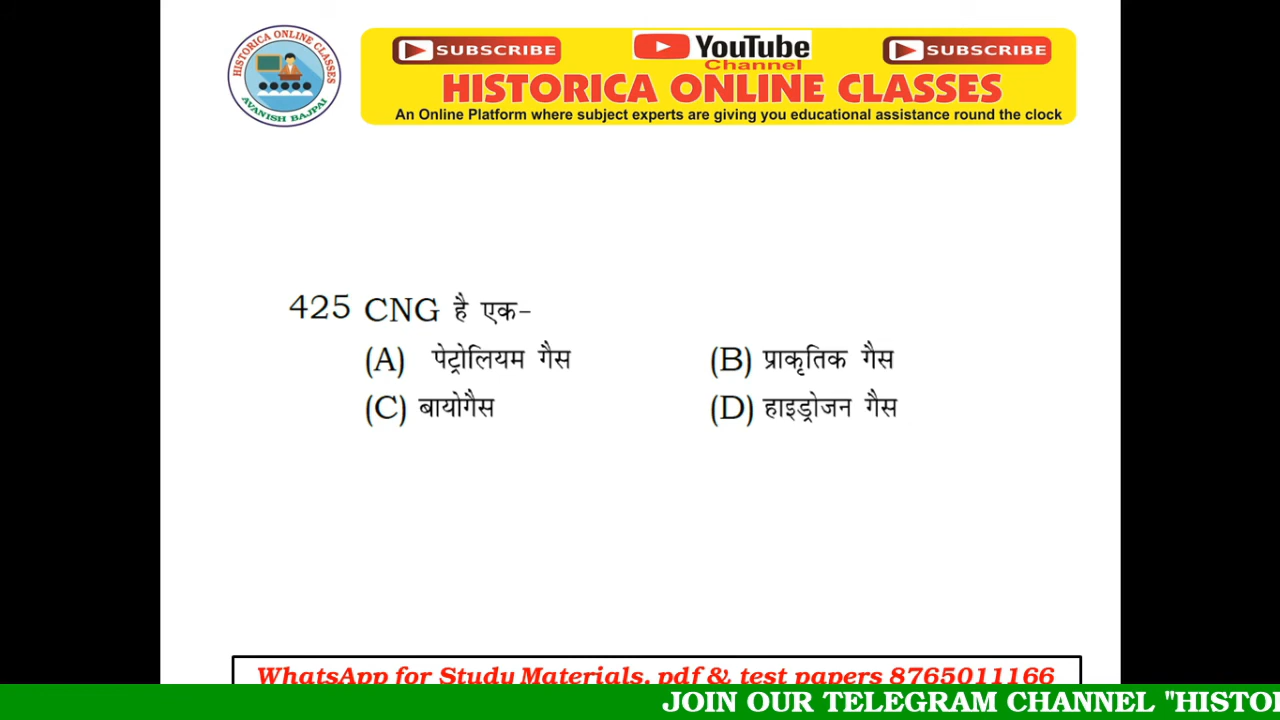 HISTORICA ONLINE CLASSES
AVANISH BAJPAI
SUBSCRIBE
YouTube
Channel
SUBSCRIBE
HISTORICA ONLINE CLASSES
An Online Platform where subject experts are giving you educational assistance round the clock
425 CNG है एक-
(A) पेट्रोलियम गैस (B) प्राकृतिक गैस
(C) बायोगैस (D) हाइड्रोजन गैस
WhatsApp for Study Materials, pdf & test papers 8765011166
JOIN OUR TELEGRAM CHANNEL "HISTO